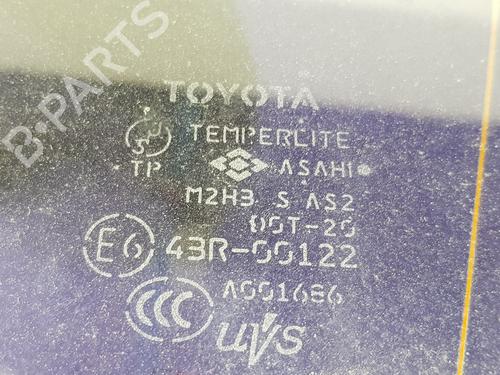 B-PARTS
TOYOTA
TEMPERLITE
TP ASAHI
M2H3 S AS2
DOT-20
E6 43R-00122
CCC A001686
UVS